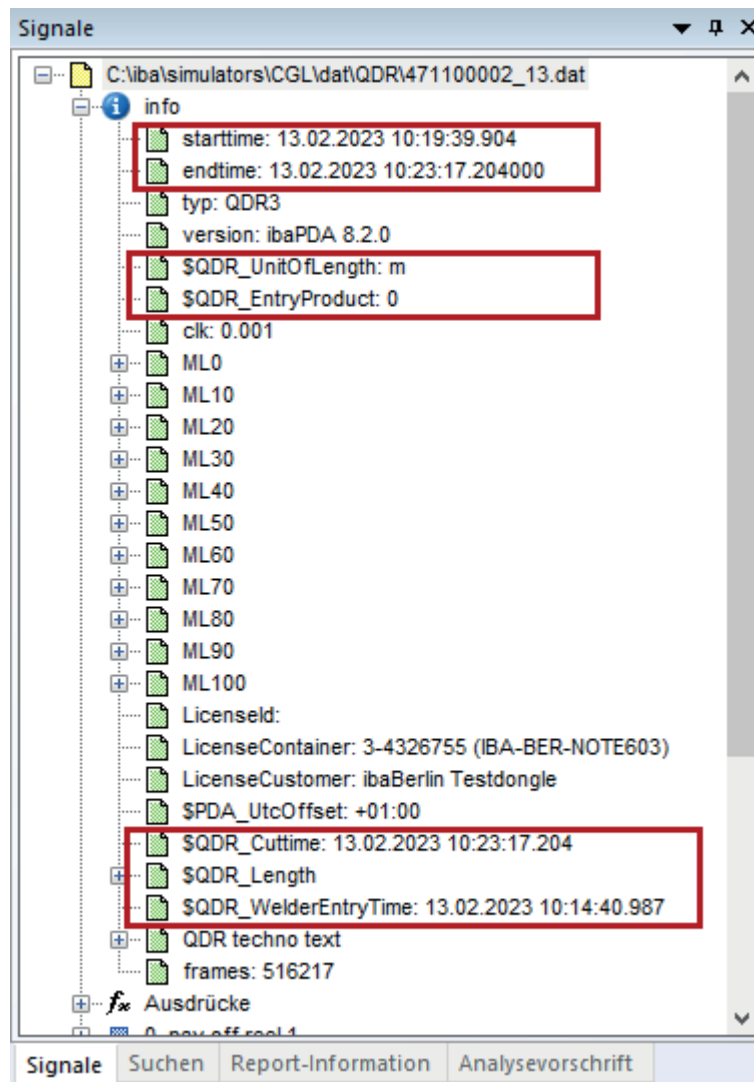 Signale
C:\iba\simulators\CGL\dat\QDR\471100002_13.dat
info
starttime: 13.02.2023 10:19:39.904
endtime: 13.02.2023 10:23:17.204000
typ: QDR3
version: ibaPDA 8.2.0
$QDR_UnitOfLength: m
$QDR_EntryProduct: 0
clk: 0.001
ML0
ML10
ML20
ML30
ML40
ML50
ML60
ML70
ML80
ML90
ML100
LicenseId:
LicenseContainer: 3-4326755 (IBA-BER-NOTE603)
LicenseCustomer: ibaBerlin Testdongle
$PDA_UtcOffset: +01:00
$QDR_Cuttime: 13.02.2023 10:23:17.204
$QDR_Length
$QDR_WelderEntryTime: 13.02.2023 10:14:40.987
QDR techno text
frames: 516217
fx Ausdrücke
Signale Suchen Report-Information Analysevorschrift